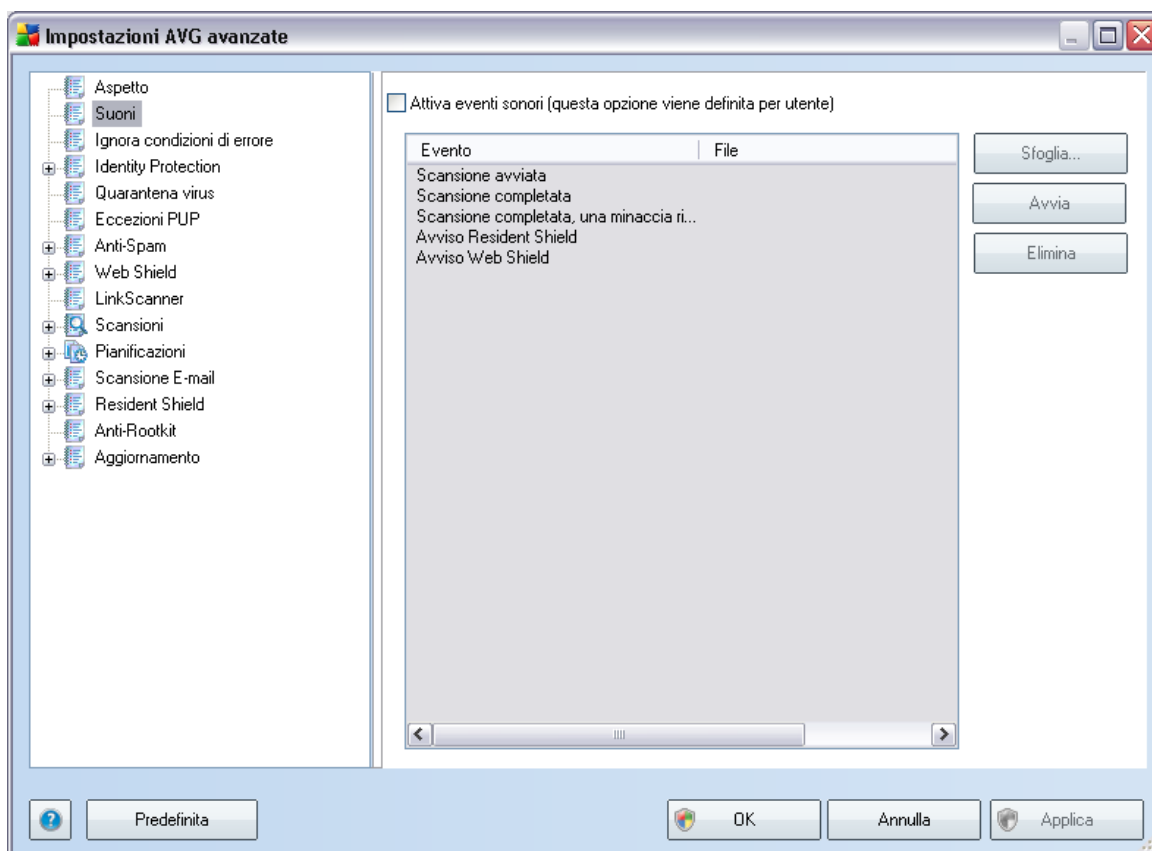 Impostazioni AVG avanzate
Aspetto
Suoni
Ignora condizioni di errore
Identity Protection
Quarantena virus
Eccezioni PUP
Anti-Spam
Web Shield
LinkScanner
Scansioni
Pianificazioni
Scansione E-mail
Resident Shield
Anti-Rootkit
Aggiornamento
Attiva eventi sonori (questa opzione viene definita per utente)
Evento File
Scansione avviata
Scansione completata
Scansione completata, una minaccia ri...
Avviso Resident Shield
Avviso Web Shield
Sfoglia...
Avvia
Elimina
Predefinita
OK
Annulla
Applica